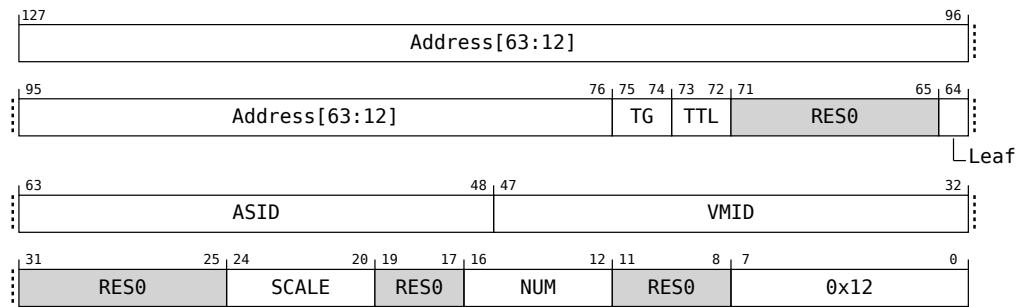 127 96
Address[63:12]
95 76 75 74 73 72 71 65 64
Address[63:12] TG TTL RES0
Leaf
63 48 47 32
ASID VMID
31 25 24 20 19 17 16 12 11 8 7 0
RES0 SCALE RES0 NUM RES0 0x12